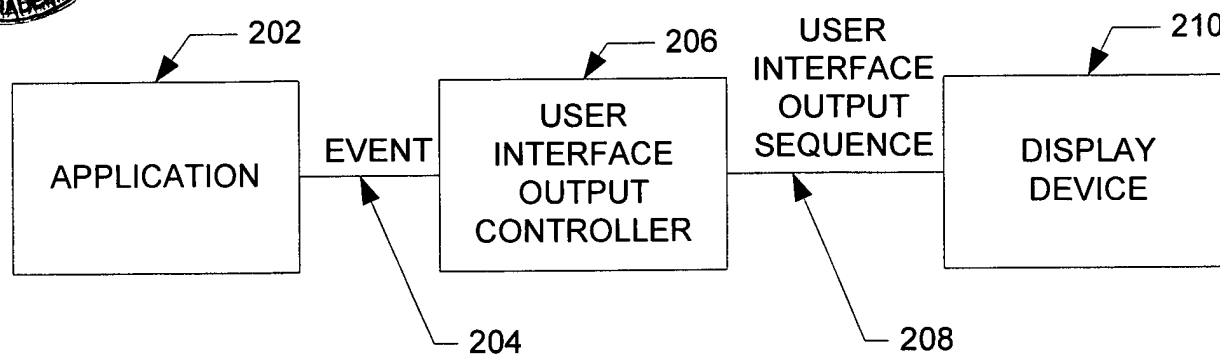 202
206
USER
INTERFACE
OUTPUT
SEQUENCE
210
APPLICATION
EVENT
USER
INTERFACE
OUTPUT
CONTROLLER
DISPLAY
DEVICE
204
208